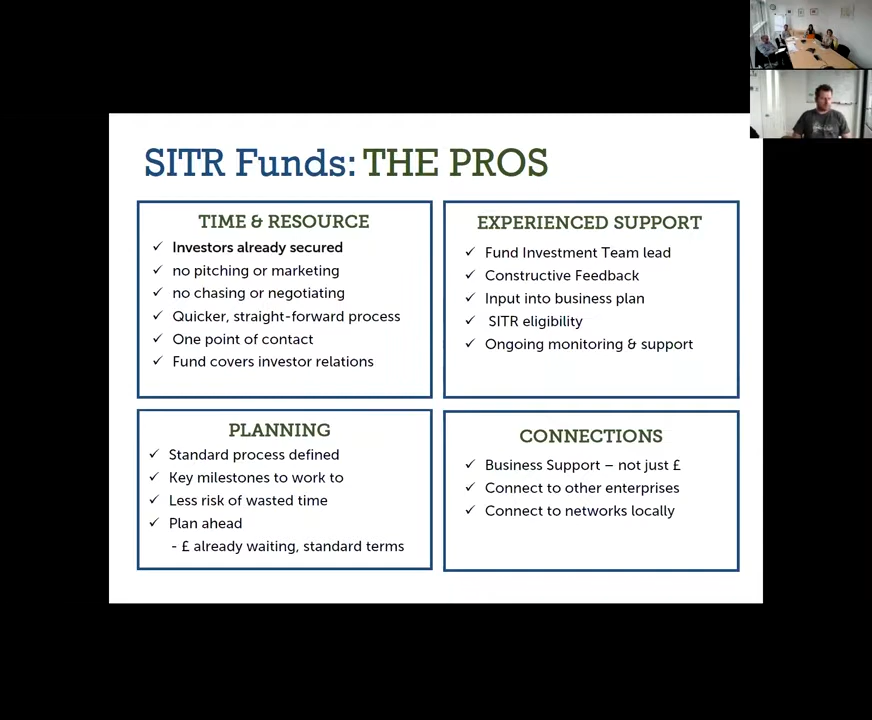 SITR Funds: THE PROS
TIME & RESOURCE
✓ Investors already secured
✓ no pitching or marketing
✓ no chasing or negotiating
✓ Quicker, straight-forward process
✓ One point of contact
✓ Fund covers investor relations
EXPERIENCED SUPPORT
✓ Fund Investment Team lead
✓ Constructive Feedback
✓ Input into business plan
✓ SITR eligibility
✓ Ongoing monitoring & support
PLANNING
✓ Standard process defined
✓ Key milestones to work to
✓ Less risk of wasted time
✓ Plan ahead
- £ already waiting, standard terms
CONNECTIONS
✓ Business Support – not just £
✓ Connect to other enterprises
✓ Connect to networks locally